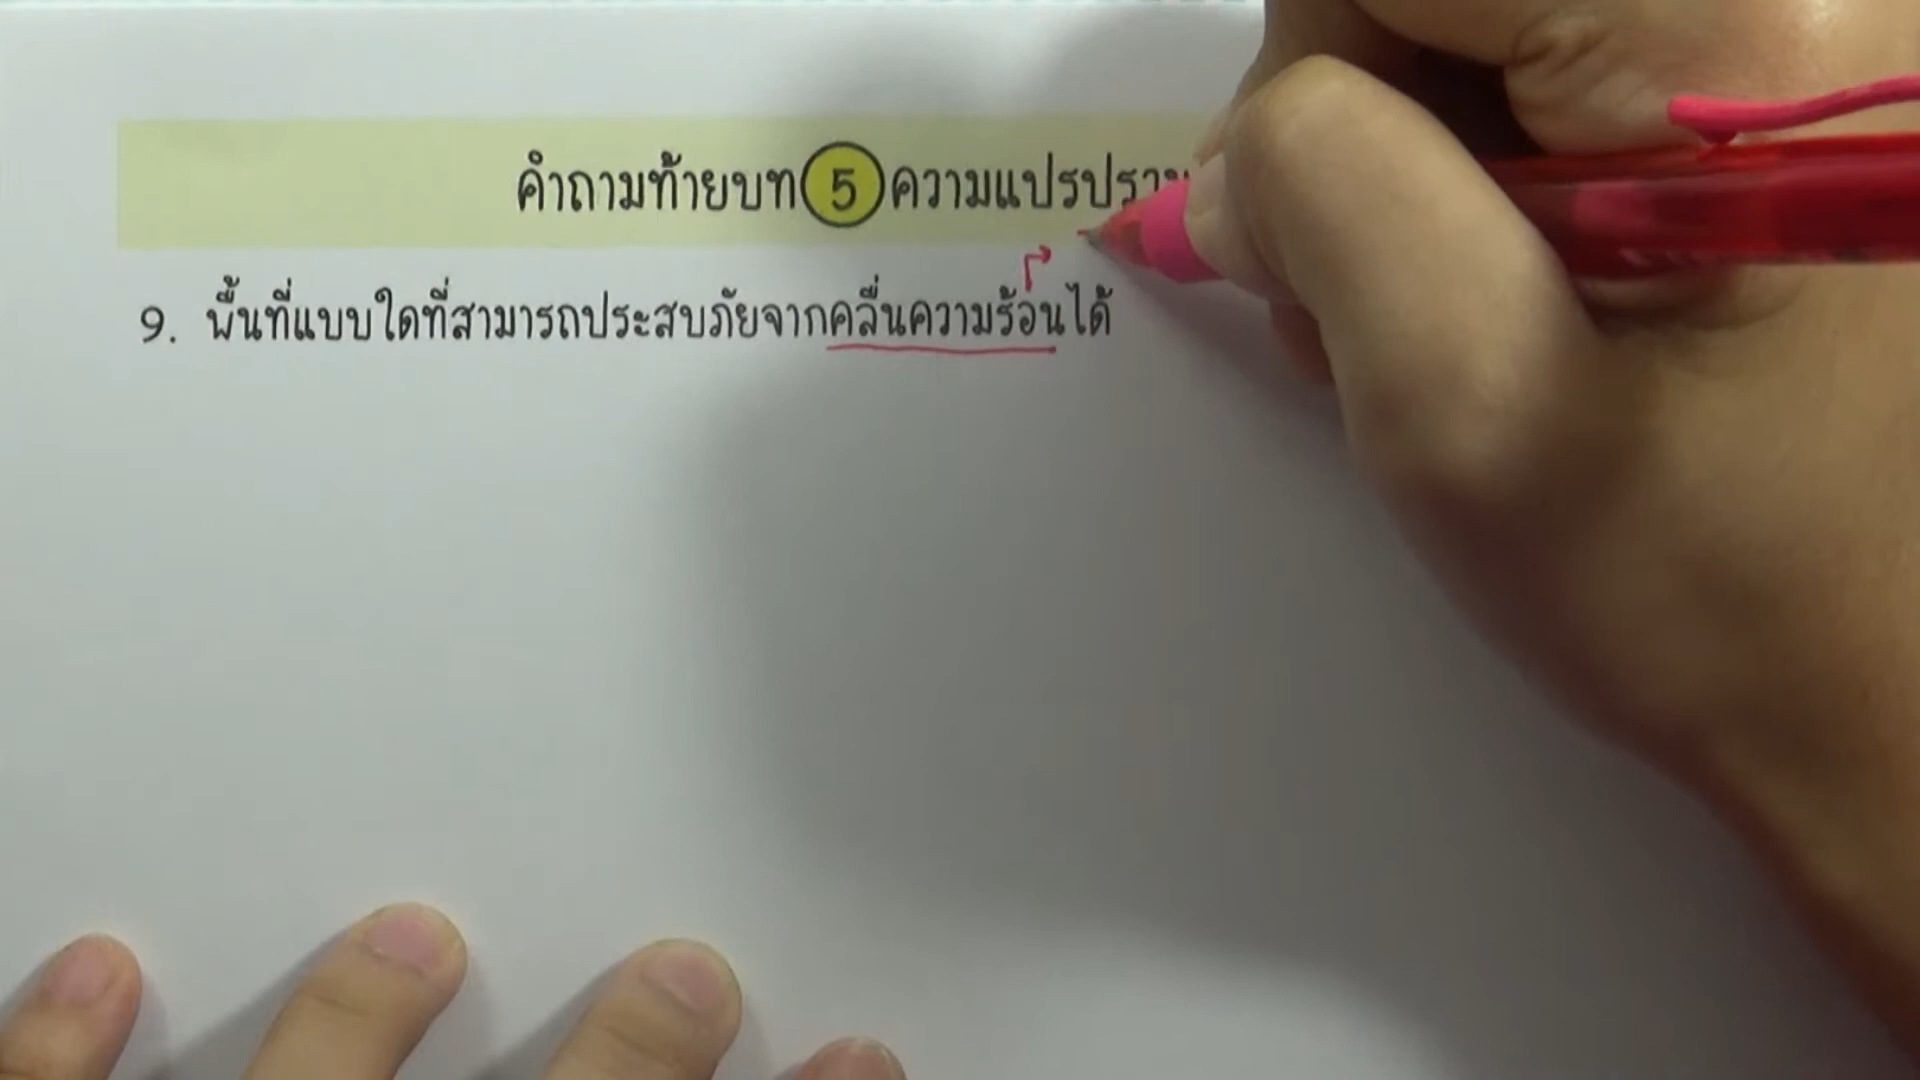 คำถามท้ายบท 5 ความแปรปราน
9. พื้นที่แบบใดที่สามารถประสบภัยจากคลื่นความร้อนได้